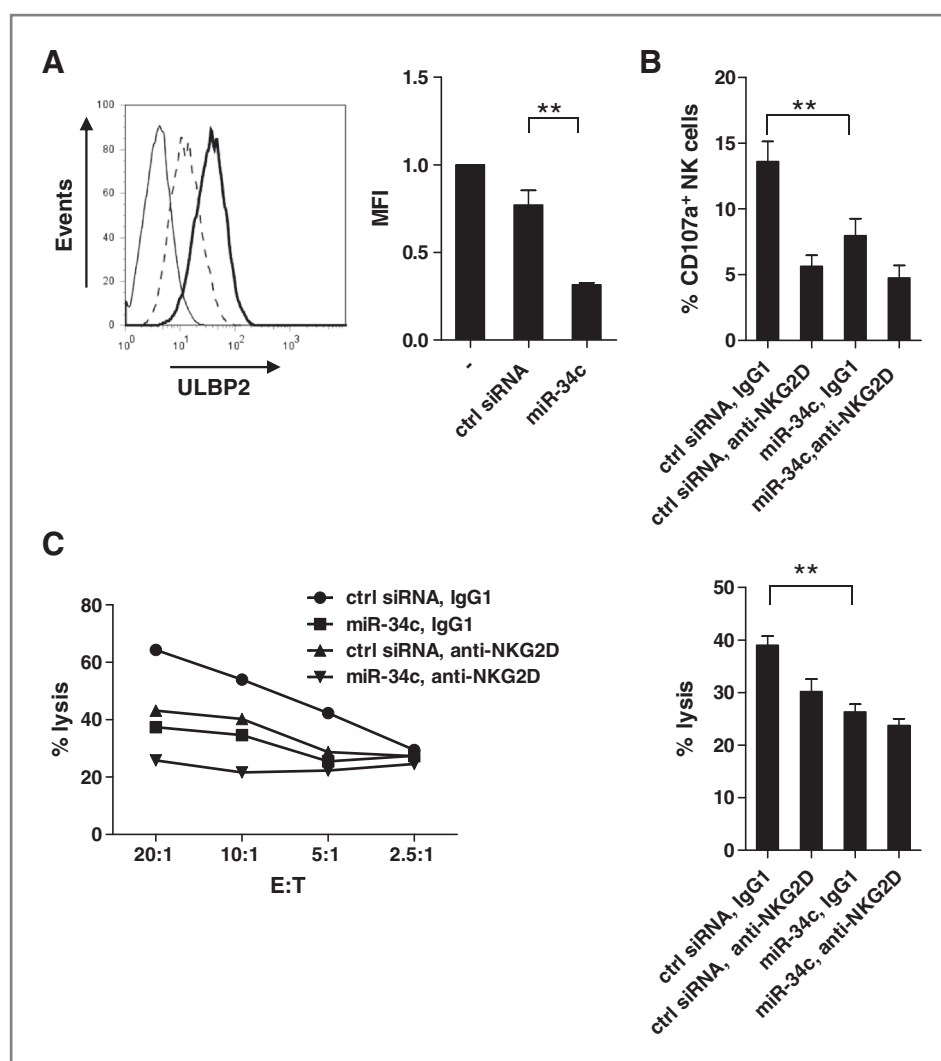 A
Events
100
80
60
40
20
0
10^0
10^1
10^2
10^3
ULBP2
MFI
1.5
1.0
0.5
0.0
**
-
ctrl siRNA
miR-34c
B
% CD107a+ NK cells
20
15
10
5
0
**
ctrl siRNA, IgG1
ctrl siRNA, anti-NKG2D
miR-34c, IgG1
miR-34c,anti-NKG2D
C
% lysis
80
60
40
20
0
20:1
10:1
5:1
2.5:1
E:T
ctrl siRNA, IgG1
miR-34c, IgG1
ctrl siRNA, anti-NKG2D
miR-34c, anti-NKG2D
% lysis
50
40
30
20
10
0
**
ctrl siRNA, IgG1
ctrl siRNA, anti-NKG2D
miR-34c, IgG1
miR-34c, anti-NKG2D